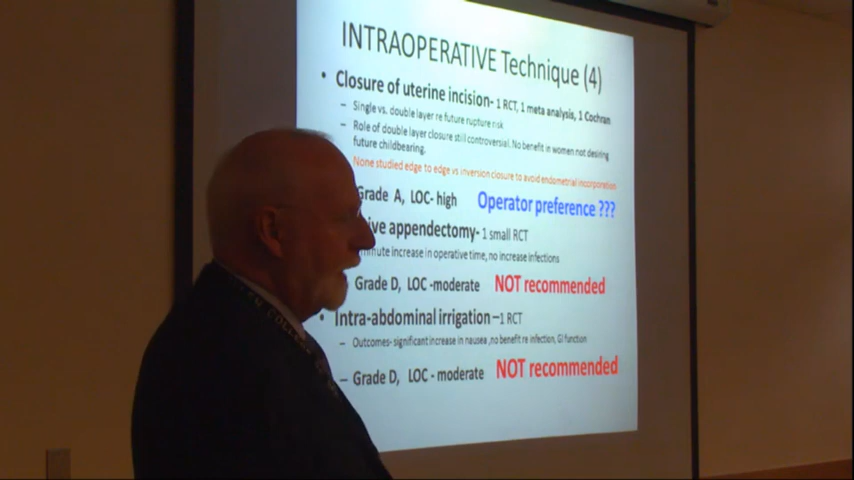 INTRAOPERATIVE Technique (4)
• Closure of uterine incision- 1 RCT, 1 meta analysis, 1 Cochran
– Single vs. double layer re future rupture risk
– Role of double layer closure still controversial. No benefit in women not desiring
future childbearing.
None studied edge to edge vs inversion closure to avoid endometrial incorporation
Grade A, LOC- high Operator preference ???
ive appendectomy- 1 small RCT
minute increase in operative time, no increase infections
Grade D, LOC -moderate NOT recommended
• Intra-abdominal irrigation –1 RCT
– Outcomes- significant increase in nausea ,no benefit re infection, GI function
– Grade D, LOC - moderate NOT recommended